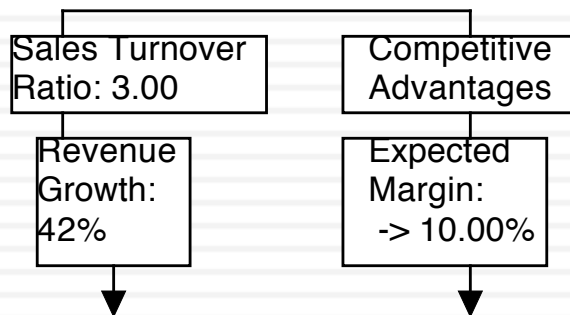 Sales Turnover
Ratio: 3.00
Competitive
Advantages
Revenue
Growth:
42%
Expected
Margin:
-> 10.00%